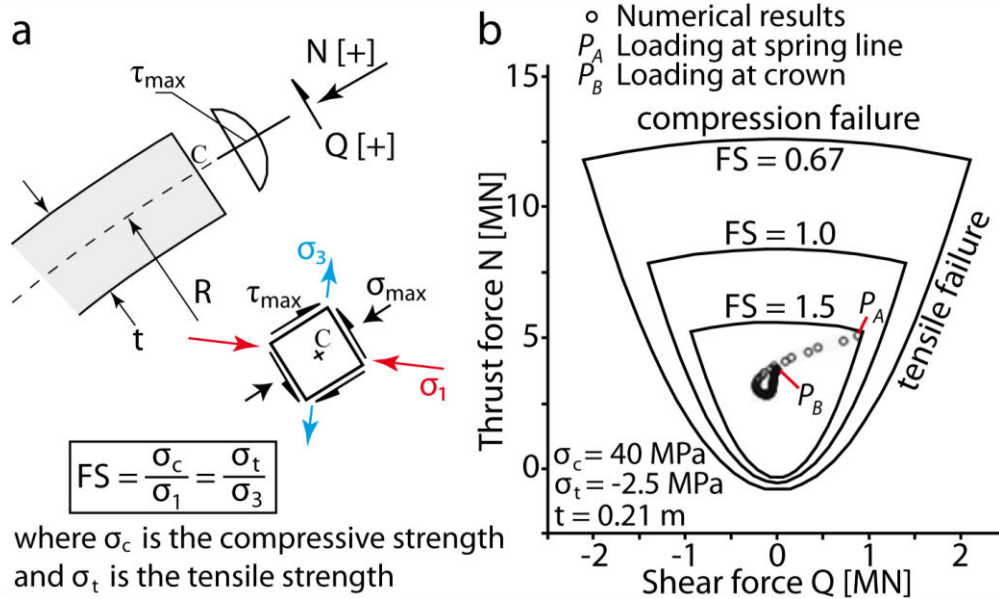 a
N [+]
τmax
Q [+]
C
R
t
σ3
τmax
σmax
C
σ1
FS = σc/σ1 = σt/σ3
where σc is the compressive strength
and σt is the tensile strength
b
Numerical results
PA Loading at spring line
PB Loading at crown
15
compression failure
FS = 0.67
10
FS = 1.0
FS = 1.5
PA
5
tensile failure
PB
Thrust force N [MN]
0
σc = 40 MPa
σt = -2.5 MPa
t = 0.21 m
-2 -1 0 1 2
Shear force Q [MN]